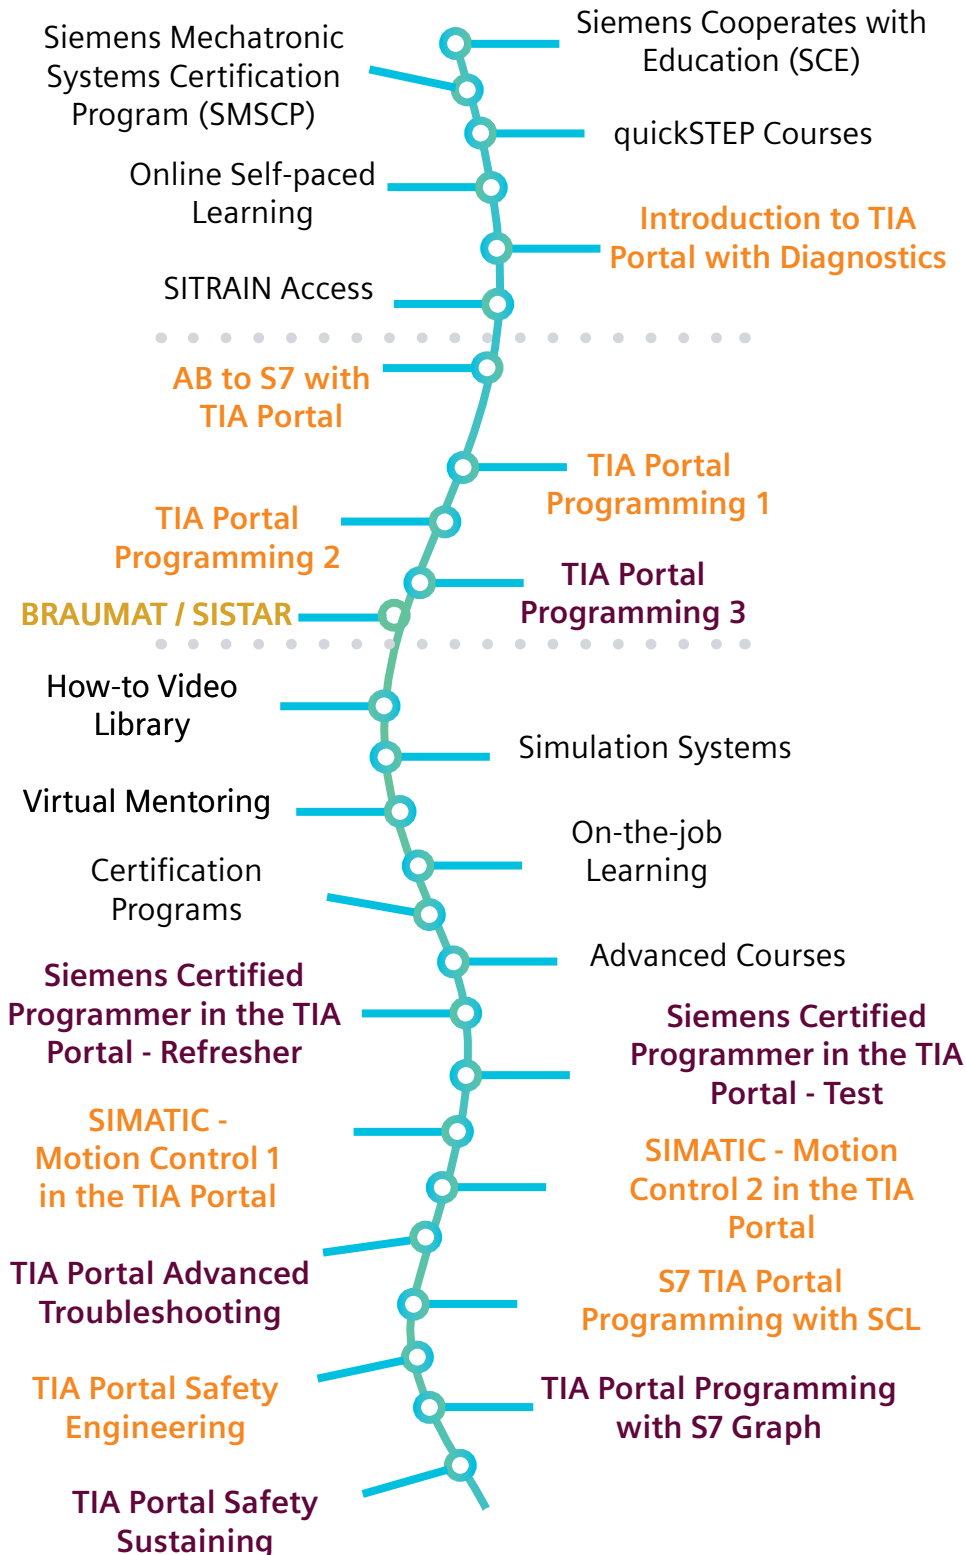 Siemens Cooperates with
Education (SCE)
Siemens Mechatronic
Systems Certification
Program (SMSCP)
quickSTEP Courses
Online Self-paced
Learning
Introduction to TIA
Portal with Diagnostics
SITRAIN Access
AB to S7 with
TIA Portal
TIA Portal
Programming 1
TIA Portal
Programming 2
TIA Portal
Programming 3
BRAUMAT / SISTAR
How-to Video
Library
Simulation Systems
Virtual Mentoring
On-the-job
Learning
Certification
Programs
Advanced Courses
Siemens Certified
Programmer in the TIA
Portal - Refresher
Siemens Certified
Programmer in the TIA
Portal - Test
SIMATIC -
Motion Control 1
in the TIA Portal
SIMATIC - Motion
Control 2 in the TIA
Portal
TIA Portal Advanced
Troubleshooting
S7 TIA Portal
Programming with SCL
TIA Portal Safety
Engineering
TIA Portal Programming
with S7 Graph
TIA Portal Safety
Sustaining